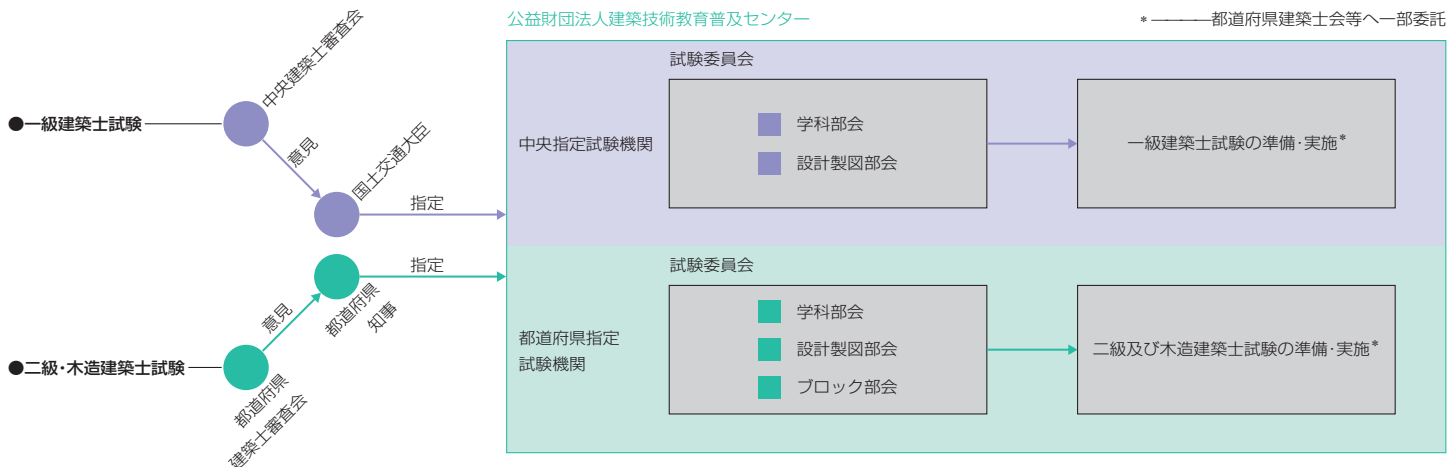 公益財団法人建築技術教育普及センター
*―――都道府県建築士会等へ一部委託
●一級建築士試験
中央建築士審査会
意見
国土交通大臣
指定
中央指定試験機関
試験委員会
学科部会
設計製図部会
一級建築士試験の準備・実施*
●二級・木造建築士試験
都道府県
建築士審査会
意見
都道府県
知事
指定
都道府県指定
試験機関
試験委員会
学科部会
設計製図部会
ブロック部会
二級及び木造建築士試験の準備・実施*